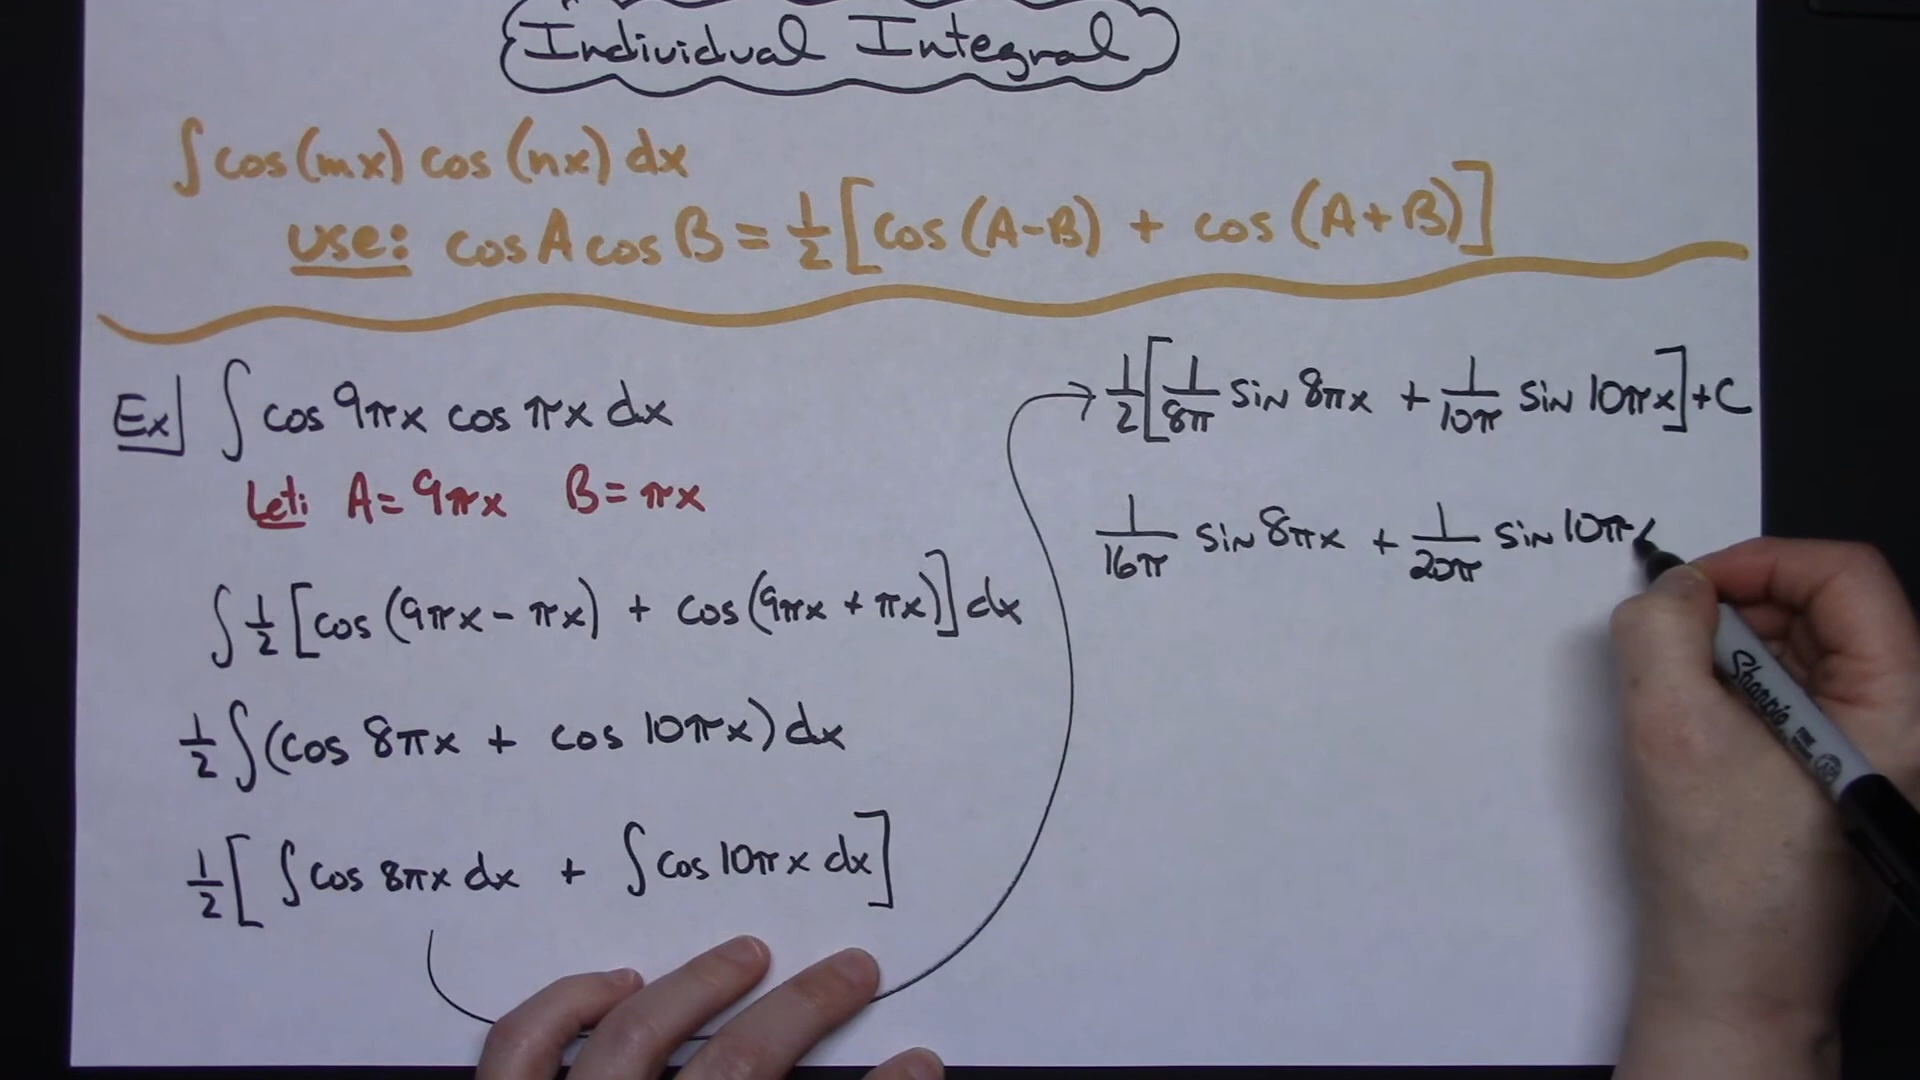 Individual Integral
∫ cos(mx) cos(nx) dx
use: cos A cos B = 1/2 [cos (A-B) + cos (A+B)]
Ex ∫ cos 9πx cos πx dx
Let: A = 9πx B = πx
∫ 1/2 [cos (9πx - πx) + cos (9πx + πx)] dx
1/2 ∫ (cos 8πx + cos 10πx) dx
1/2 [ ∫ cos 8πx dx + ∫ cos 10πx dx ]
1/2 [ 1/8π sin 8πx + 1/10π sin 10πx ] + C
1/16π sin 8πx + 1/20π sin 10πx
Sharpie